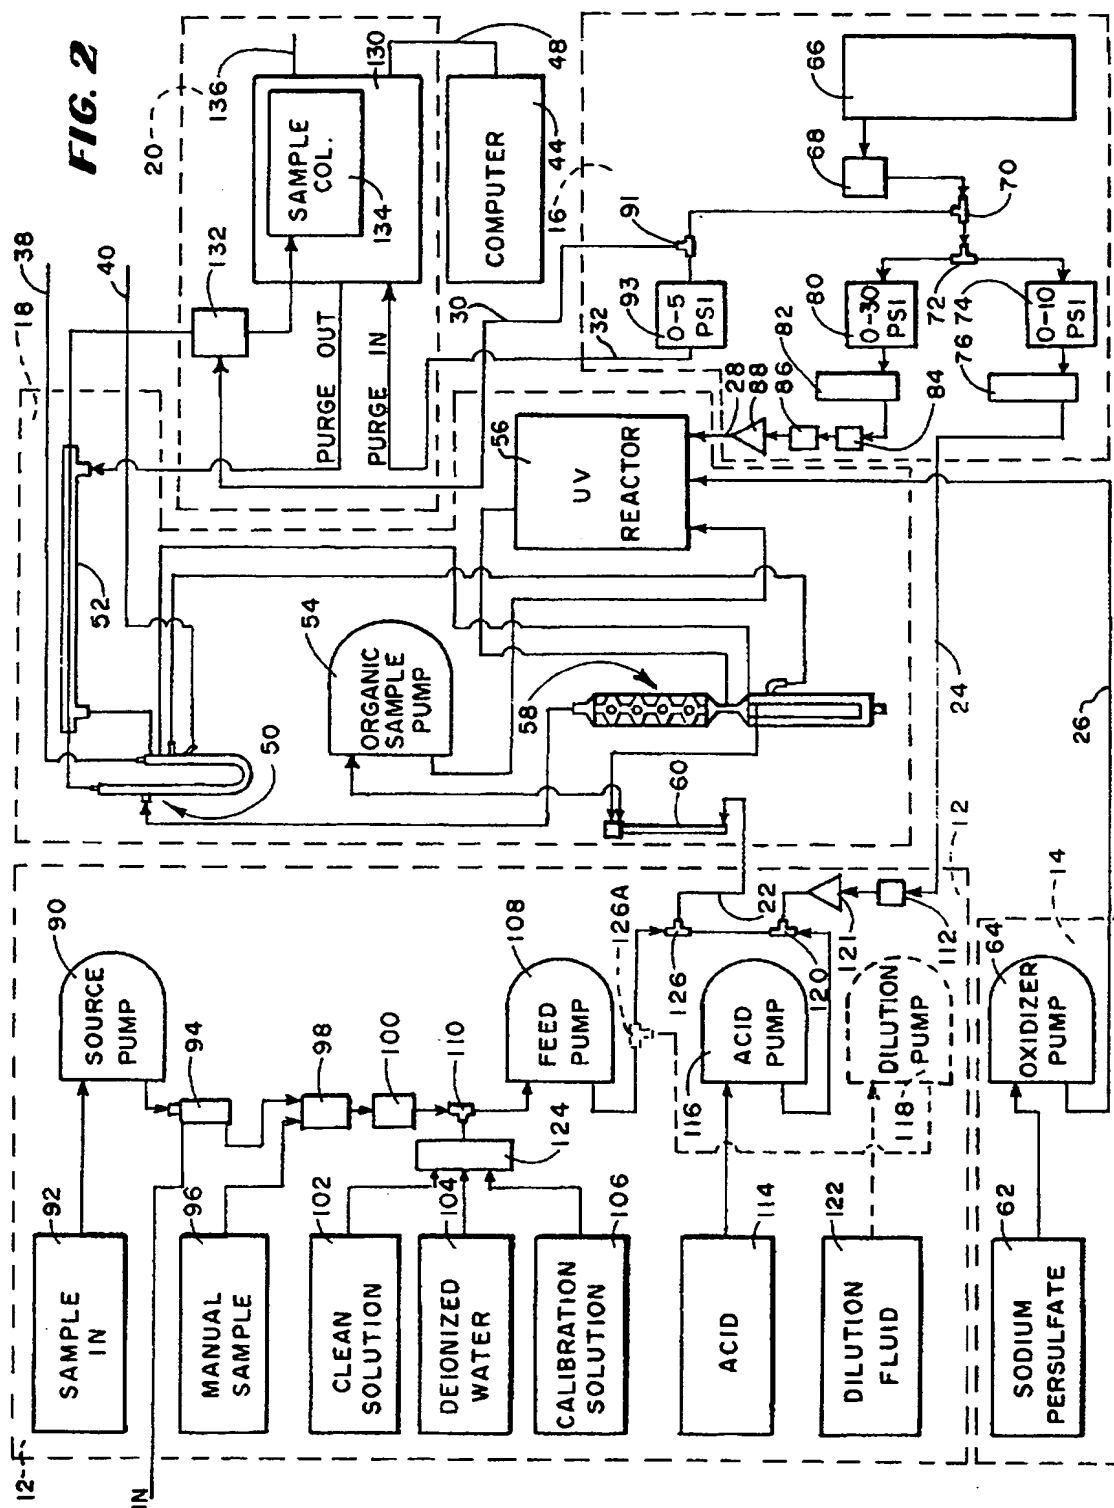 FIG. 2
38
18
40
20
136
132
SAMPLE
COL.
134
130
48
COMPUTER
44
PURGE OUT
PURGE IN
30
32
16
91
93
0-5
PSI
66
68
70
72
80
0-30
PSI
74
0-10
PSI
82
76
86
88
28
84
52
50
54
ORGANIC
SAMPLE
PUMP
56
UV
REACTOR
58
60
24
26
12
14
90
SOURCE
PUMP
94
98
100
110
108
FEED
PUMP
124
126A
126
22
120
121
112
116
ACID
PUMP
DILUTION
PUMP
118
64
OXIDIZER
PUMP
92
SAMPLE
IN
96
MANUAL
SAMPLE
102
CLEAN
SOLUTION
104
DEIONIZED
WATER
106
CALIBRATION
SOLUTION
114
ACID
122
DILUTION
FLUID
62
SODIUM
PERSULFATE
12
IN